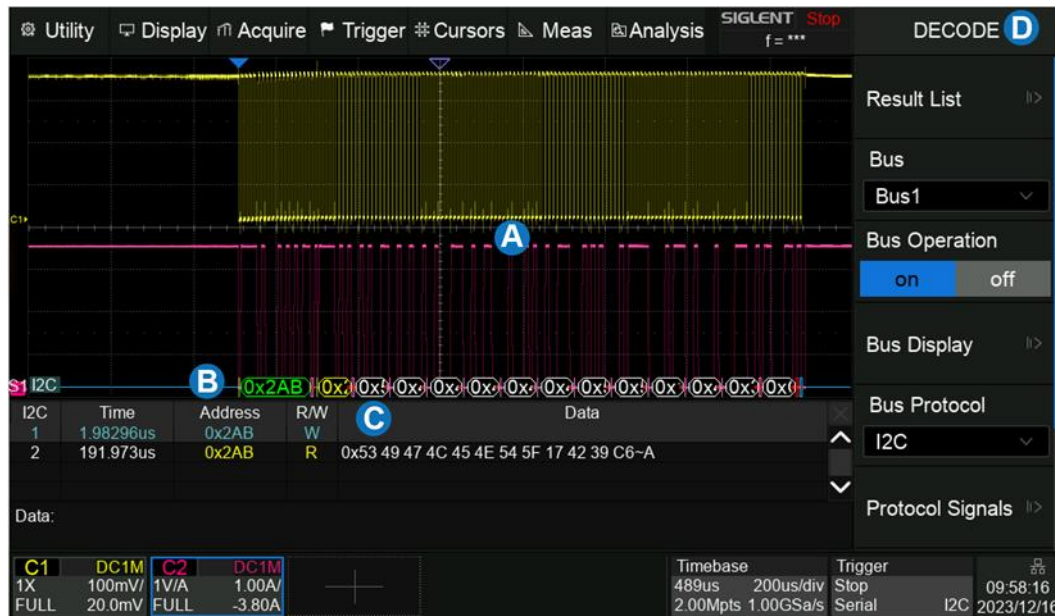 Utility Display Acquire Trigger Cursors Meas Analysis SIGLENT Stop DECODE D
f = ***
Result List
Bus
Bus1
C1
Bus Operation
A
on off
Bus Display
S1 I2C B 0x2AB
I2C Time Address R/W C Data
1 1.98296us 0x2AB W
2 191.973us 0x2AB R 0x53 49 47 4C 45 4E 54 5F 17 42 39 C6~A
Bus Protocol
I2C
Protocol Signals
Data:
C1 DC1M C2 DC1M Timebase Trigger
1X 100mV/ 1V/A 1.00A/ 489us 200us/div Stop 09:58:16
FULL 20.0mV FULL -3.80A 2.00Mpts 1.00GSa/s Serial I2C 2023/12/16